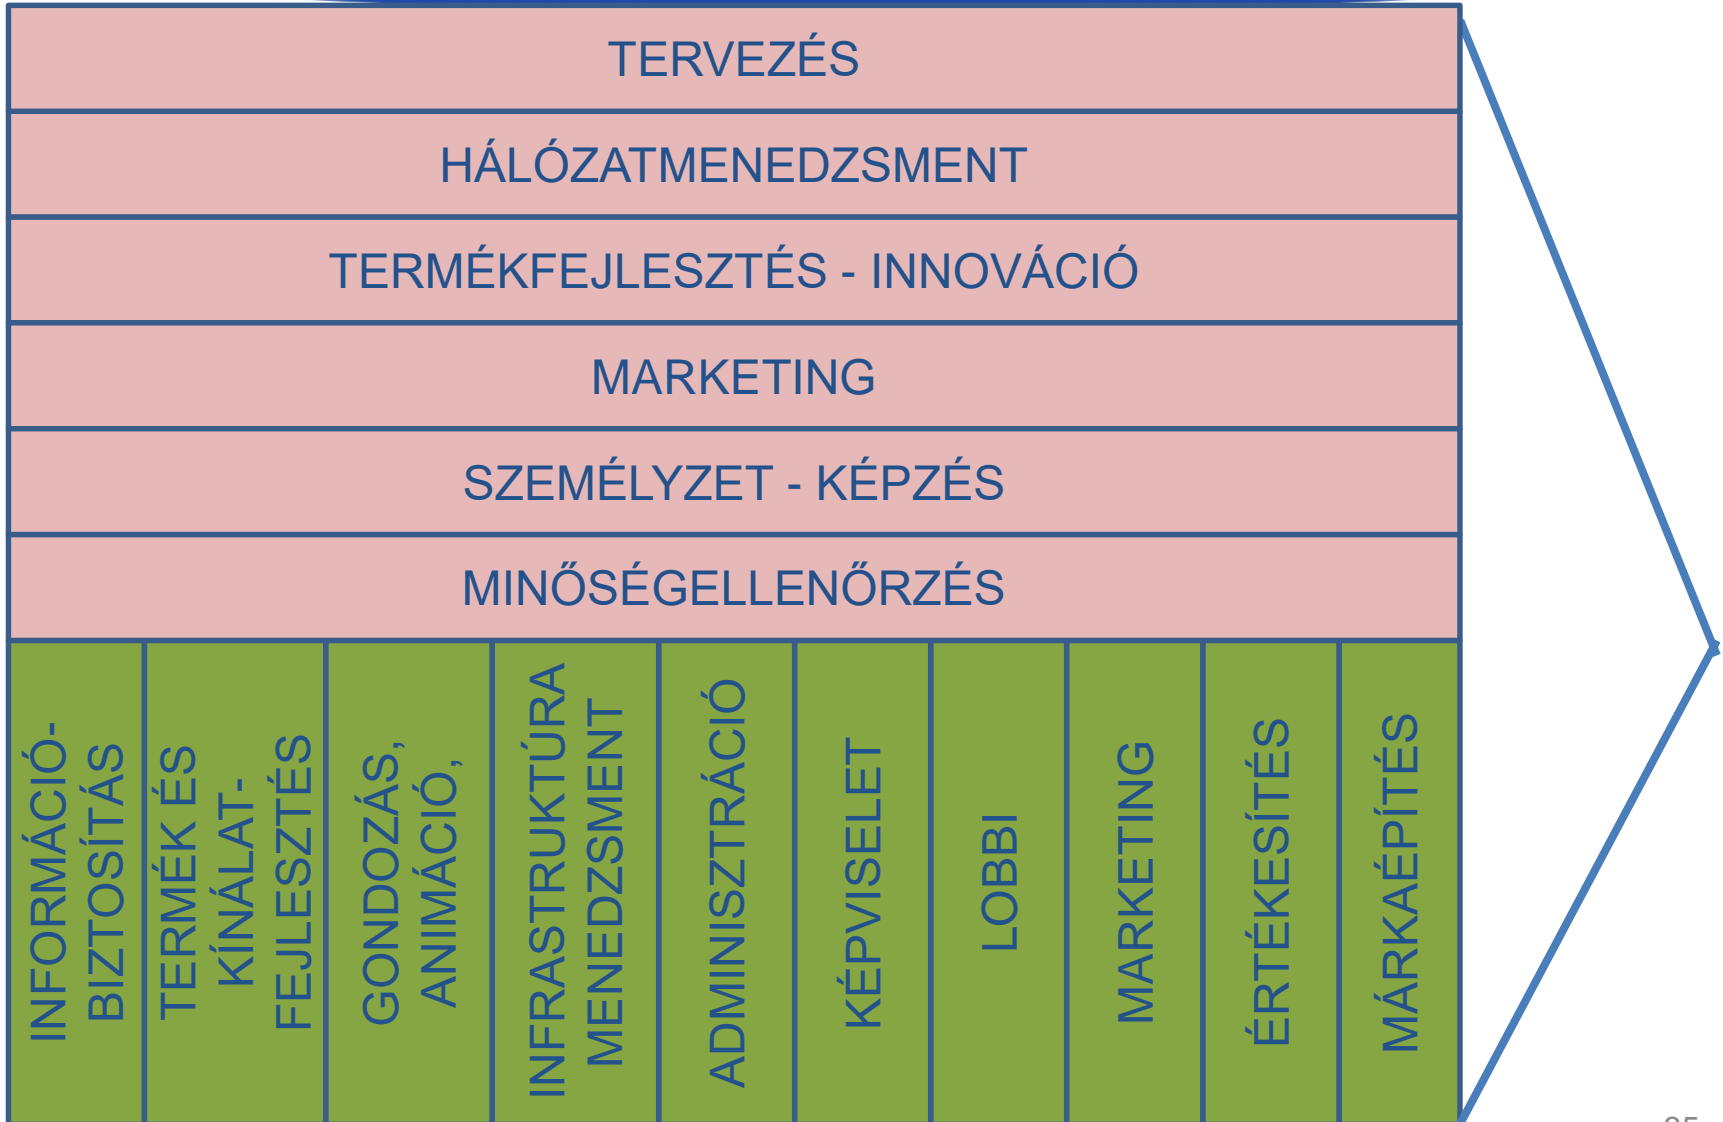 TERVEZÉS
HÁLÓZATMENEDZSMENT
TERMÉKFEJLESZTÉS - INNOVÁCIÓ
MARKETING
SZEMÉLYZET - KÉPZÉS
MINŐSÉGELLENŐRZÉS
INFORMÁCIÓ-
BIZTOSÍTÁS
TERMÉK ÉS
KÍNÁLAT-
FEJLESZTÉS
GONDOZÁS,
ANIMÁCIÓ,
INFRASTRUKTÚRA
MENEDZSMENT
ADMINISZTRÁCIÓ
KÉPVISELET
LOBBI
MARKETING
ÉRTÉKESÍTÉS
MÁRKAÉPÍTÉS